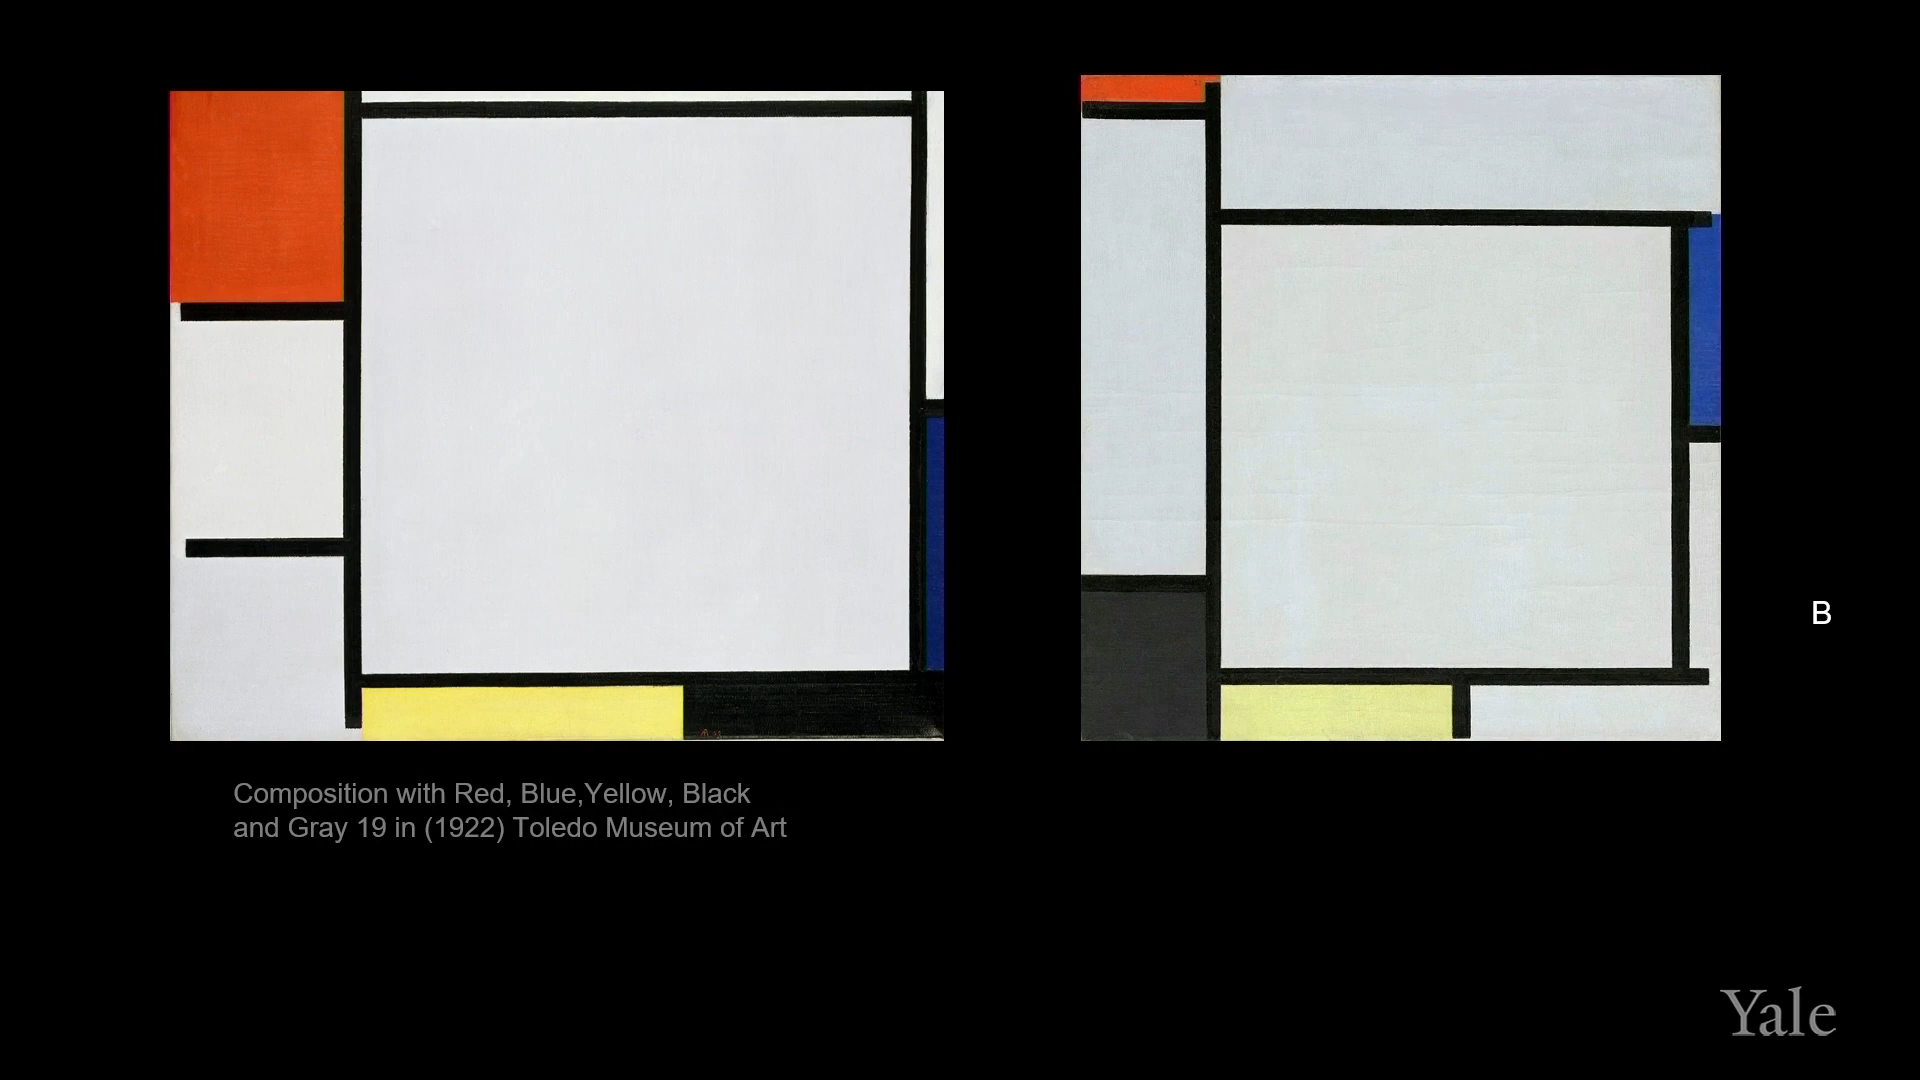 B
Composition with Red, Blue,Yellow, Black
and Gray 19 in (1922) Toledo Museum of Art
Yale